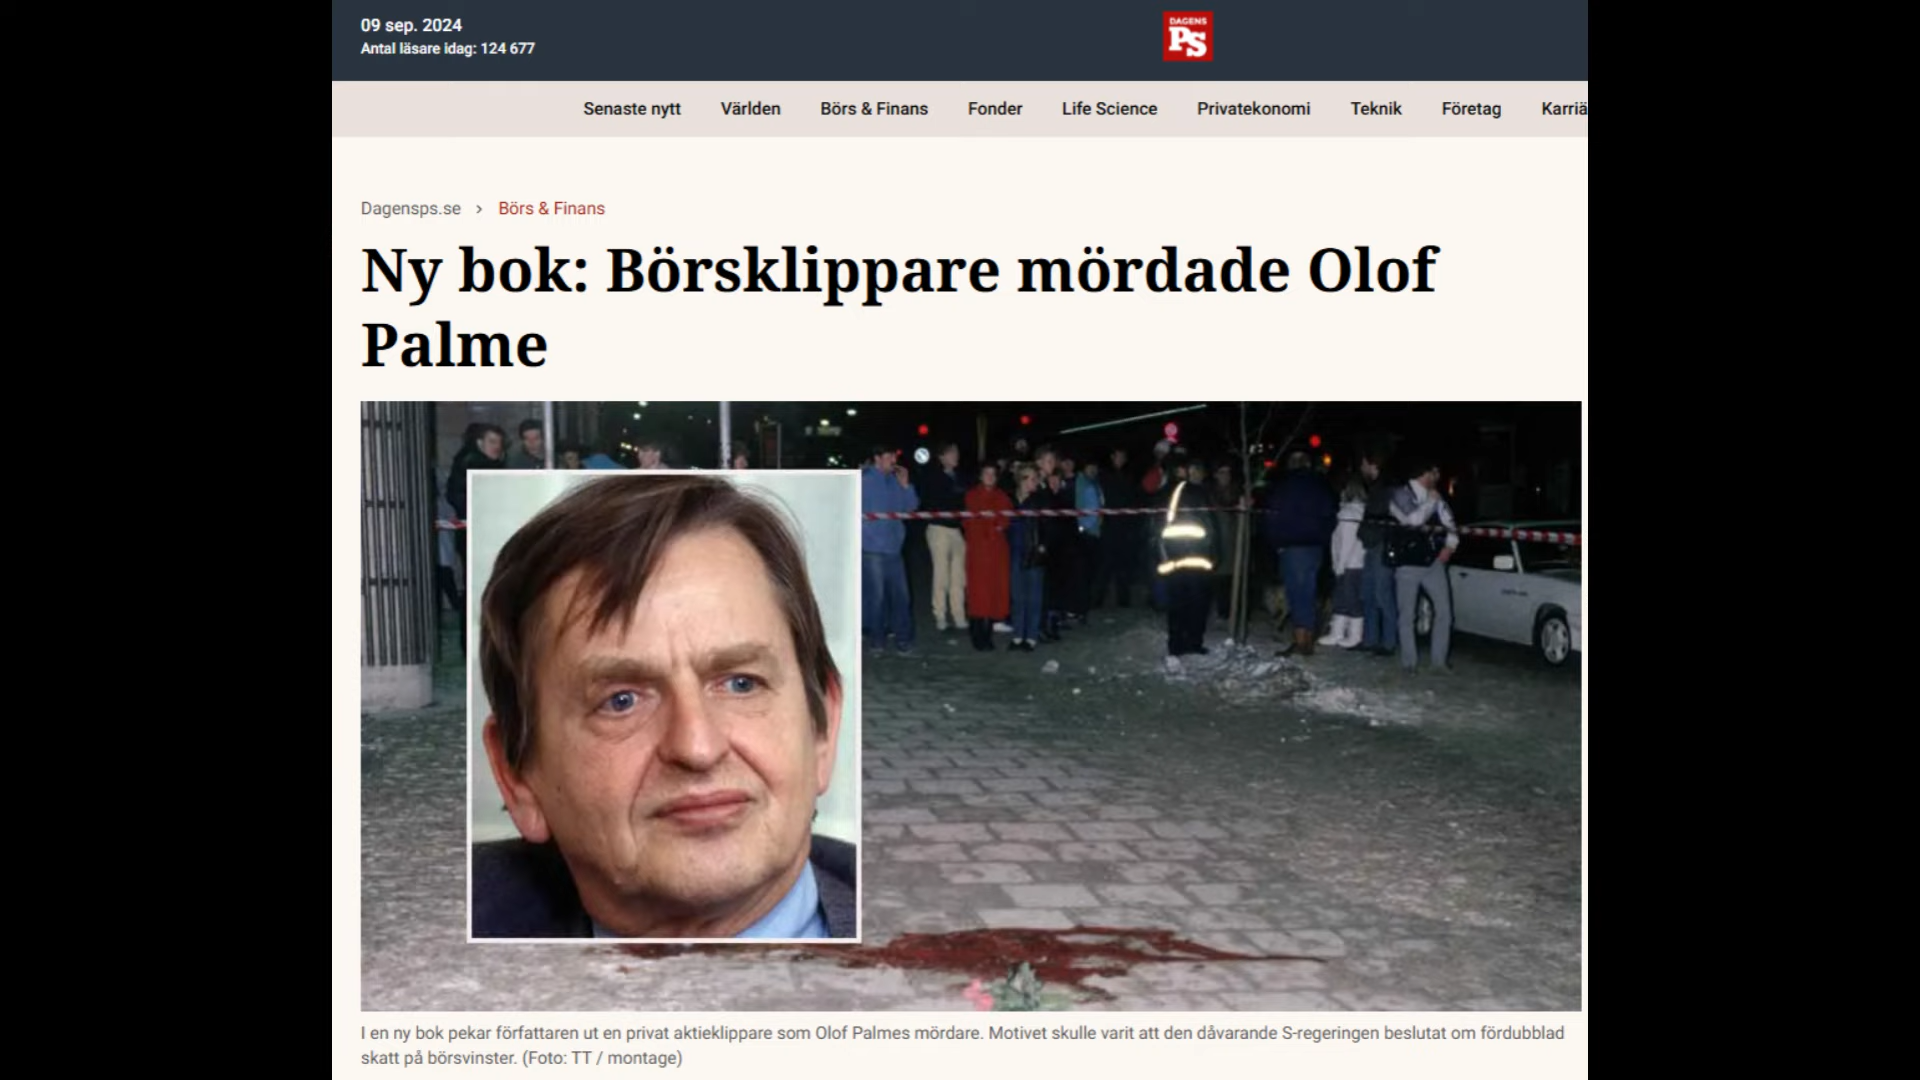 09 sep. 2024
Antal läsare idag: 124 677
DAGENS
PS
Senaste nytt Världen Börs & Finans Fonder Life Science Privatekonomi Teknik Företag Karriä
Dagensps.se > Börs & Finans
Ny bok: Börsklippare mördade Olof
Palme
I en ny bok pekar författaren ut en privat aktieklippare som Olof Palmes mördare. Motivet skulle varit att den dåvarande S-regeringen beslutat om fördubblad
skatt på börsvinster. (Foto: TT / montage)